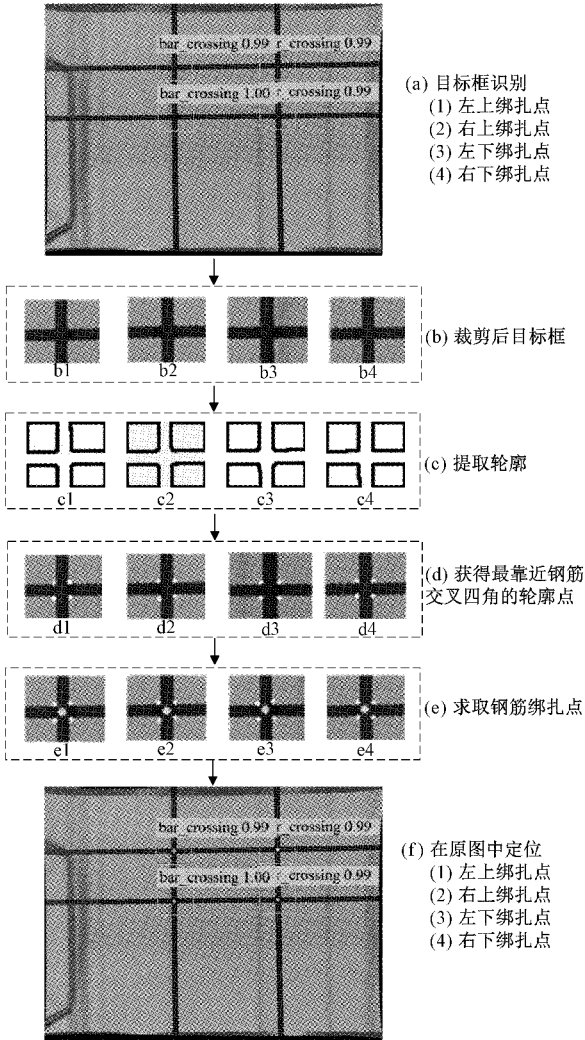 bar_crossing 0.99 r_crossing 0.99
bar_crossing 1.00 r_crossing 0.99
(a) 目标框识别
(1) 左上绑扎点
(2) 右上绑扎点
(3) 左下绑扎点
(4) 右下绑扎点
b1 b2 b3 b4
(b) 裁剪后目标框
c1 c2 c3 c4
(c) 提取轮廓
d1 d2 d3 d4
(d) 获得最靠近钢筋
交叉四角的轮廓点
e1 e2 e3 e4
(e) 求取钢筋绑扎点
bar_crossing 0.99 r_crossing 0.99
bar_crossing 1.00 r_crossing 0.99
(f) 在原图中定位
(1) 左上绑扎点
(2) 右上绑扎点
(3) 左下绑扎点
(4) 右下绑扎点